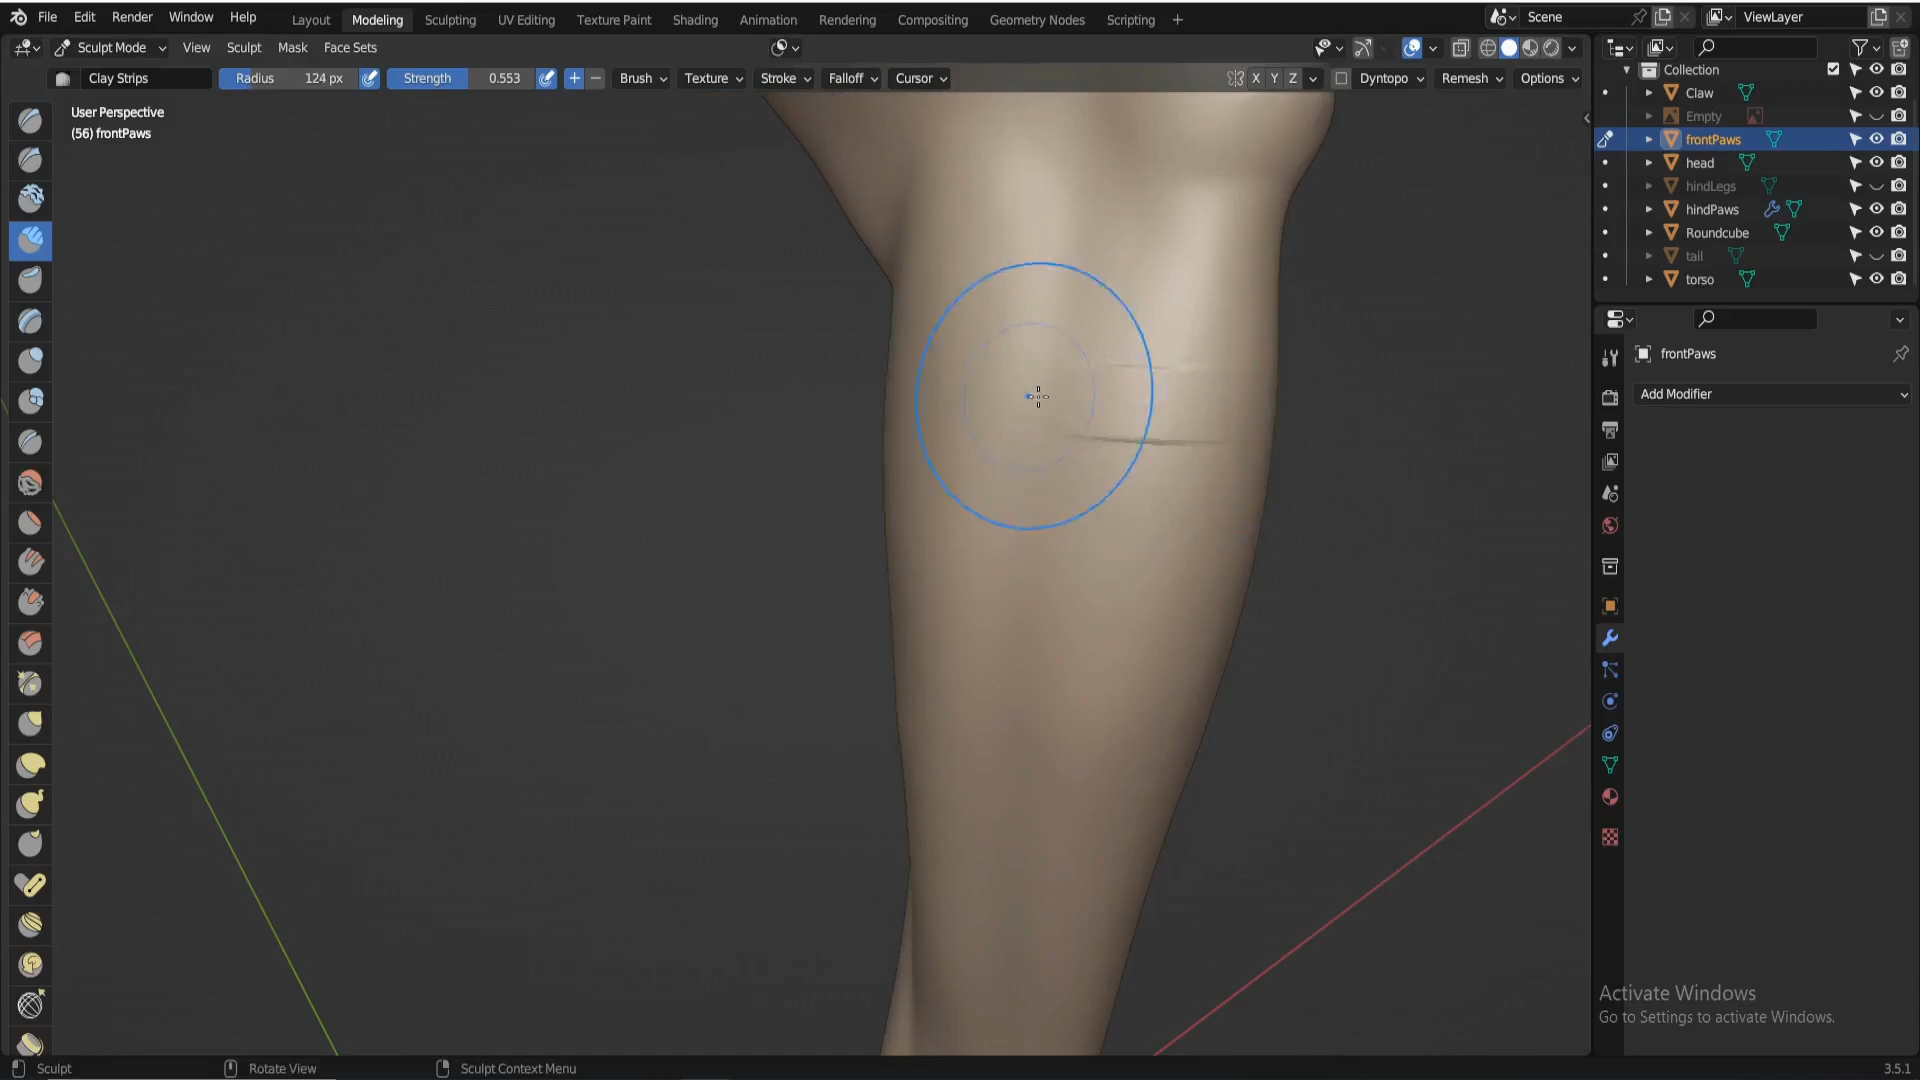 File Edit Render Window Help Layout Modeling Sculpting UV Editing Texture Paint Shading Animation Rendering Compositing Geometry Nodes Scripting + Scene ViewLayer
Sculpt Mode View Sculpt Mask Face Sets
Clay Strips Radius 124 px Strength 0.553 + − Brush Texture Stroke Falloff Cursor X Y Z Dyntopo Remesh Options
User Perspective
(56) frontPaws
Collection
Claw
Empty
frontPaws
head
hindLegs
hindPaws
Roundcube
tail
torso
frontPaws
Add Modifier
Activate Windows
Go to Settings to activate Windows.
Sculpt Rotate View Sculpt Context Menu 3.5.1